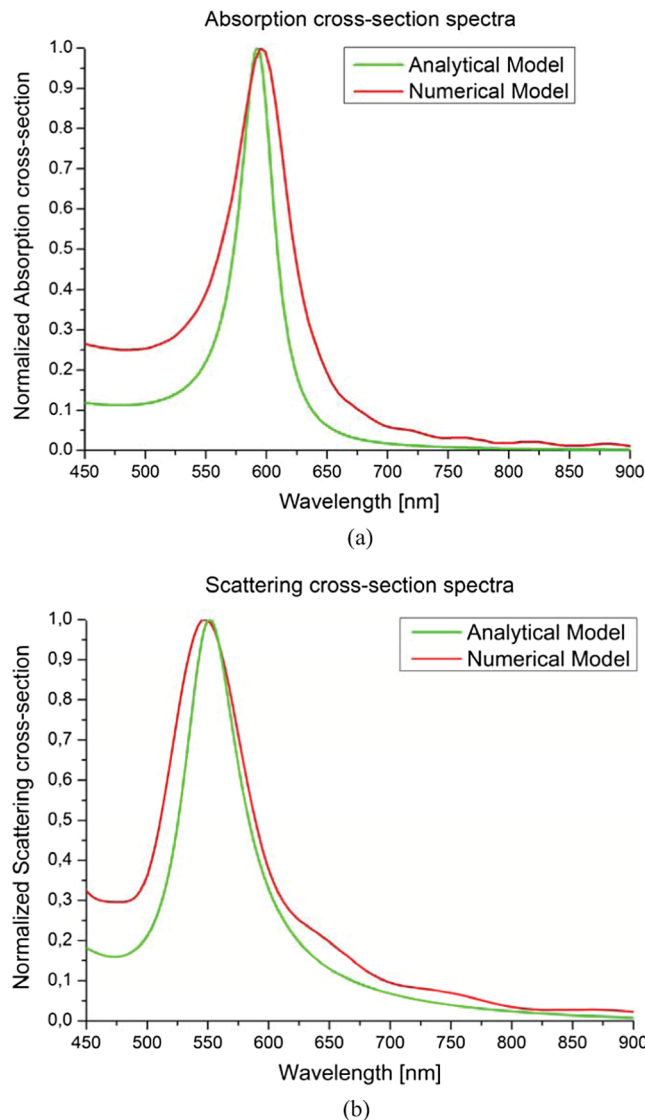 Absorption cross-section spectra
Analytical Model
Numerical Model
Normalized Absorption cross-section
1.0
0.9
0.8
0.7
0.6
0.5
0.4
0.3
0.2
0.1
0.0
450 500 550 600 650 700 750 800 850 900
Wavelength [nm]
(a)
Scattering cross-section spectra
Analytical Model
Numerical Model
Normalized Scattering cross-section
1,0
0,9
0,8
0,7
0,6
0,5
0,4
0,3
0,2
0,1
0,0
450 500 550 600 650 700 750 800 850 900
Wavelength [nm]
(b)